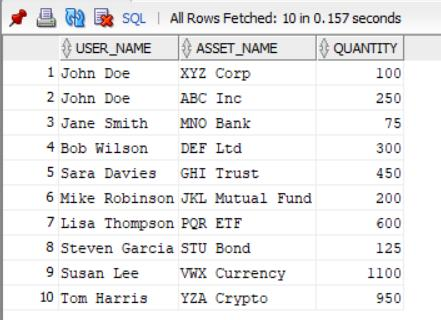 SQL | All Rows Fetched: 10 in 0.157 seconds
USER_NAME ASSET_NAME QUANTITY
1 John Doe XYZ Corp 100
2 John Doe ABC Inc 250
3 Jane Smith MNO Bank 75
4 Bob Wilson DEF Ltd 300
5 Sara Davies GHI Trust 450
6 Mike Robinson JKL Mutual Fund 200
7 Lisa Thompson PQR ETF 600
8 Steven Garcia STU Bond 125
9 Susan Lee VWX Currency 1100
10 Tom Harris YZA Crypto 950